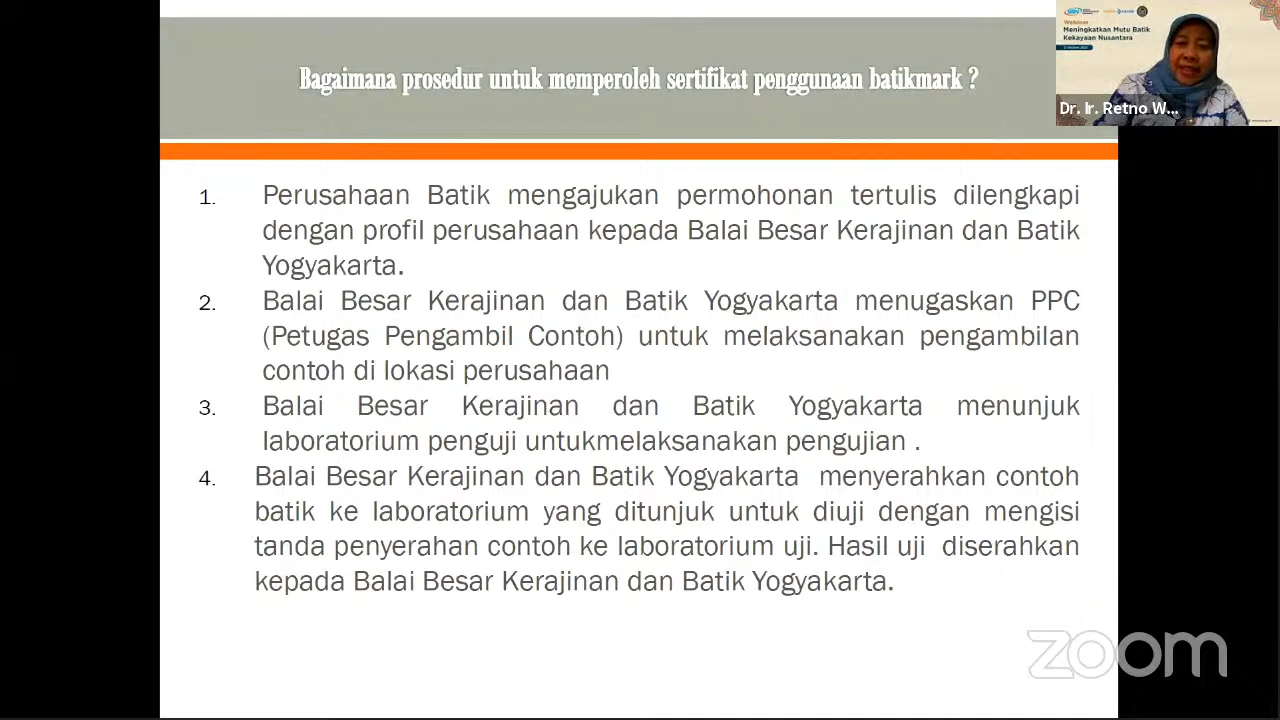 Bagaimana prosedur untuk memperoleh sertifikat penggunaan batikmark ?
Webinar
Meningkatkan Mutu Batik
Kekayaan Nusantara
Dr. Ir. Retno W...
1. Perusahaan Batik mengajukan permohonan tertulis dilengkapi
dengan profil perusahaan kepada Balai Besar Kerajinan dan Batik
Yogyakarta.
2. Balai Besar Kerajinan dan Batik Yogyakarta menugaskan PPC
(Petugas Pengambil Contoh) untuk melaksanakan pengambilan
contoh di lokasi perusahaan
3. Balai Besar Kerajinan dan Batik Yogyakarta menunjuk
laboratorium penguji untukmelaksanakan pengujian .
4. Balai Besar Kerajinan dan Batik Yogyakarta menyerahkan contoh
batik ke laboratorium yang ditunjuk untuk diuji dengan mengisi
tanda penyerahan contoh ke laboratorium uji. Hasil uji diserahkan
kepada Balai Besar Kerajinan dan Batik Yogyakarta.
zoom